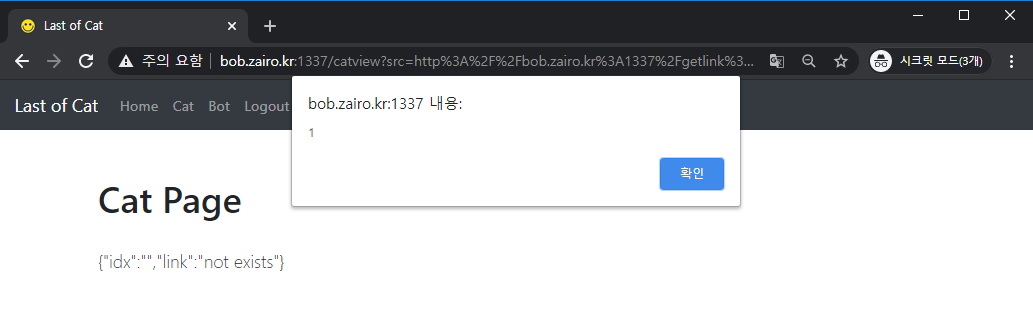 Last of Cat
주의 요함 bob.zairo.kr:1337/catview?src=http%3A%2F%2Fbob.zairo.kr%3A1337%2Fgetlink%3... 시크릿 모드(3개)
Last of Cat Home Cat Bot Logout
bob.zairo.kr:1337 내용:
1
확인
Cat Page
{"idx":"","link":"not exists"}